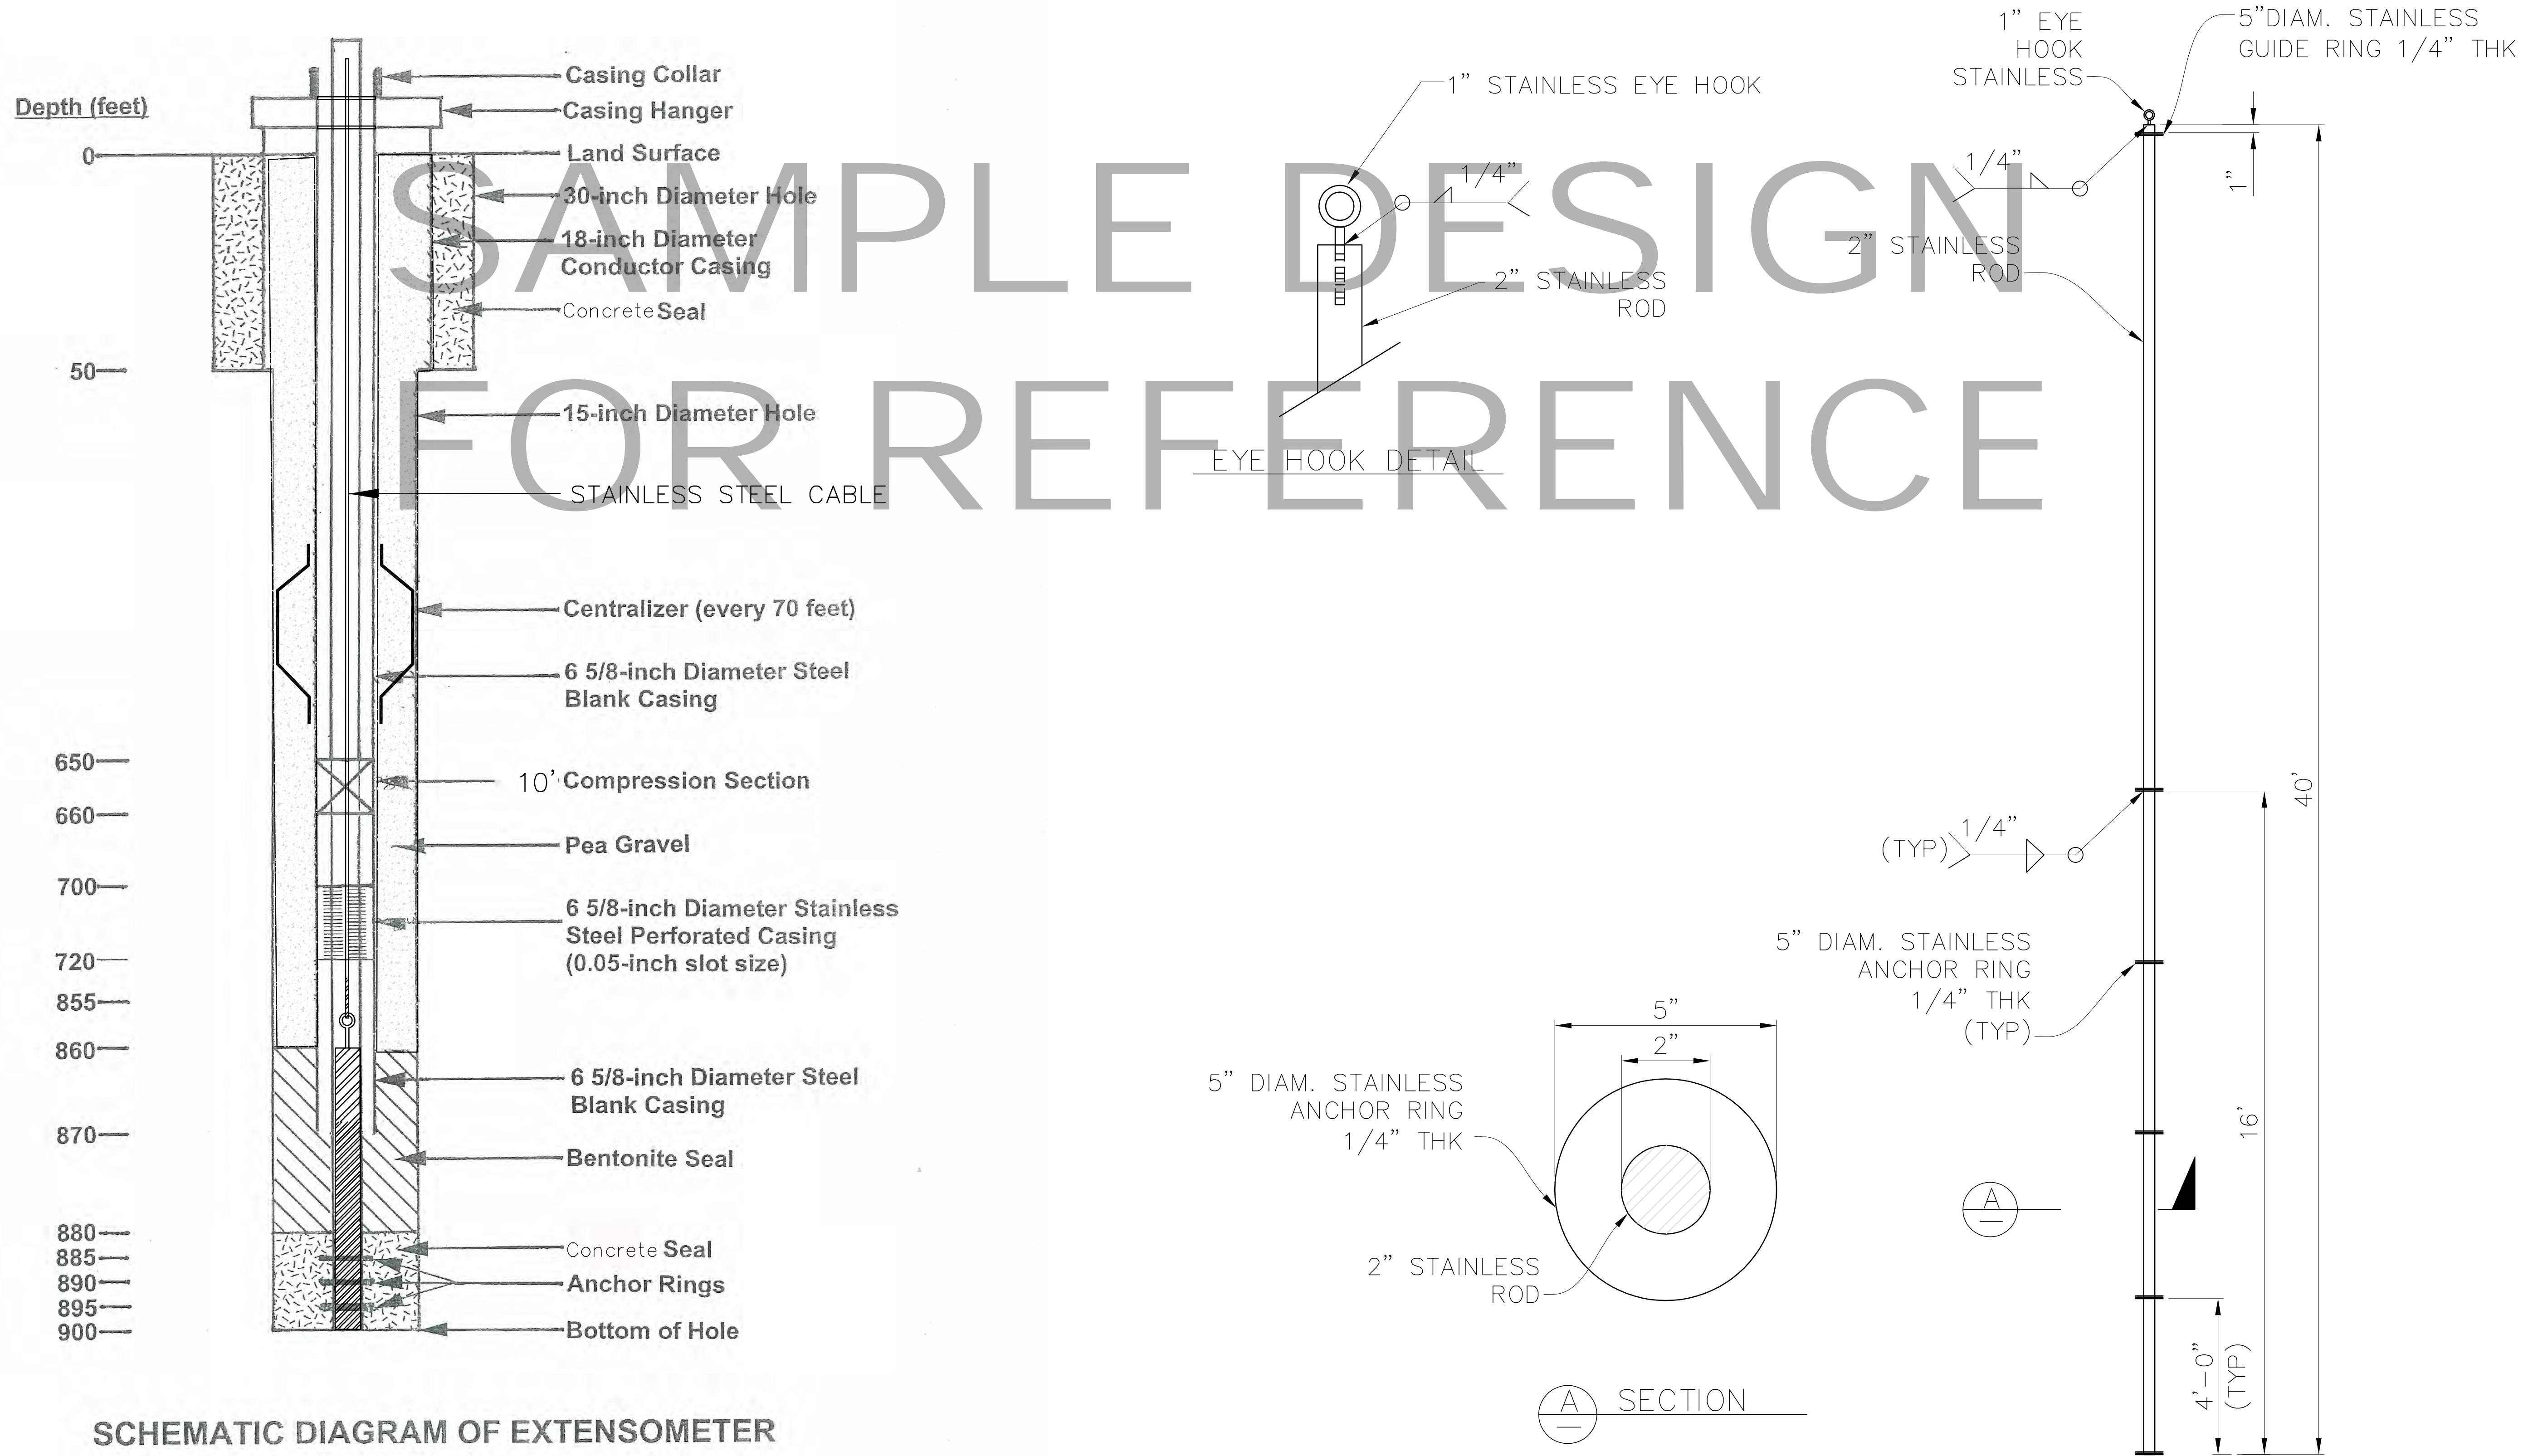 SAMPLE DESIGN
FOR REFERENCE
Depth (feet)
0
50
650
660
700
720
855
860
870
880
885
890
895
900
Casing Collar
Casing Hanger
Land Surface
30-inch Diameter Hole
18-inch Diameter
Conductor Casing
Concrete Seal
15-inch Diameter Hole
STAINLESS STEEL CABLE
Centralizer (every 70 feet)
6 5/8-inch Diameter Steel
Blank Casing
10' Compression Section
Pea Gravel
6 5/8-inch Diameter Stainless
Steel Perforated Casing
(0.05-inch slot size)
6 5/8-inch Diameter Steel
Blank Casing
Bentonite Seal
Concrete Seal
Anchor Rings
Bottom of Hole
SCHEMATIC DIAGRAM OF EXTENSOMETER
1" STAINLESS EYE HOOK
1/4"
2" STAINLESS
ROD
EYE HOOK DETAIL
5"
2"
5" DIAM. STAINLESS
ANCHOR RING
1/4" THK
2" STAINLESS
ROD
A SECTION
1" EYE
HOOK
STAINLESS
5"DIAM. STAINLESS
GUIDE RING 1/4" THK
1/4"
1"
2" STAINLESS
ROD
40'
(TYP) 1/4"
5" DIAM. STAINLESS
ANCHOR RING
1/4" THK
(TYP)
16'
A
4'-0"
(TYP)